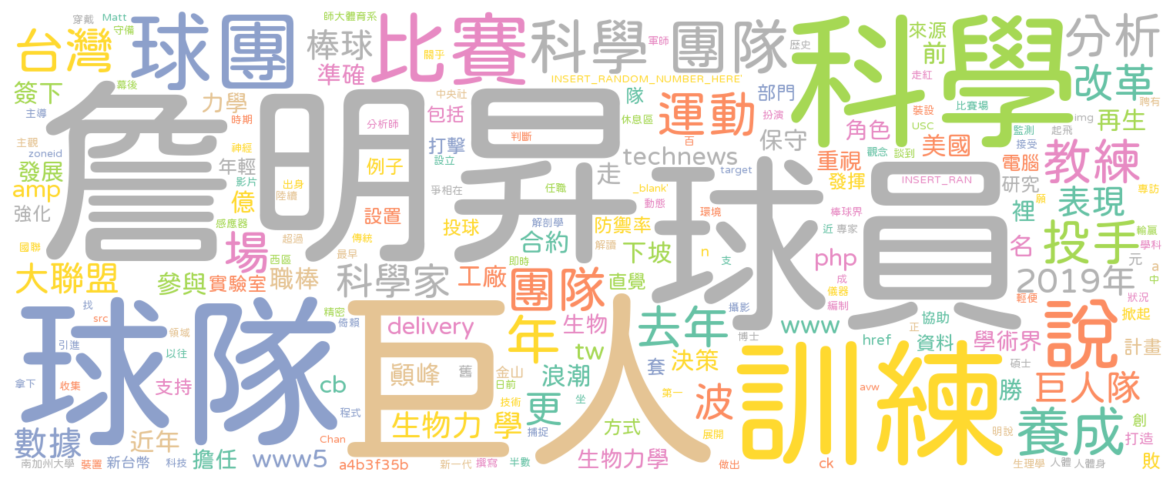 穿戴 Matt 師大體育系
守備
台灣 球團 棒球 比賽 科學 團隊 科學 來源 前 分析
關乎 軍師 歷史
簽下 幕後 準確 INSERT_RANDOM_NUMBER_HERE 走紅 改革
主導 力學 時期 中央社 包括 隊 運動 部門 扮演 裝設 比賽場 跨有 img
主觀 年輕 神經 分析師 打擊 休息區 判斷 百 保守 角色 USC 監測 起飛 再生
發展 zoneid 影片 例子 設立 走 technews 重視 觀念 談到 美國 接受 電腦 教練
amp 億 出身 陸續 爭相在 任職 _blank target 發揮 INSERT_RAN 研究 專訪
強化 設置 投球 解剖學 動態 環境 棒球界 裡 表現 輸贏
詹明昇 球員
國聯 感應器 超過 傳統 防禦率 近 專家 名 投手 學科
場 西區 最早 合約 解讀 n 支 php 成 元 a
大聯盟 參與 實驗室 職棒 即時 下坡 直覺 儀器 2019年 中
科學家 工廠 團隊 攝影 編制 輕便 狀況
找 src 精密 倚賴 delivery 年 生物 去年 www 博士 協助 正 說 掀起
引進 領域 顛峰 舊 tw 套 決策 href 資料 學術界 碩士 計畫
球隊 巨人 訓練
以往 金山 浪潮
拿下 收集 支持 cb 日前 坐 波 avw 勝 巨人隊 創
程式 生物力 學 技術 更 第一 養成 打造
數據 近年 Chan 捕捉 方式 展開 明說
南加州大學 裝置 新台幣 科技 擔任 www5 a4b3f35b 新一代 撰寫 半數 生物力學 做出 ck 生理學 人體 人體身 敗